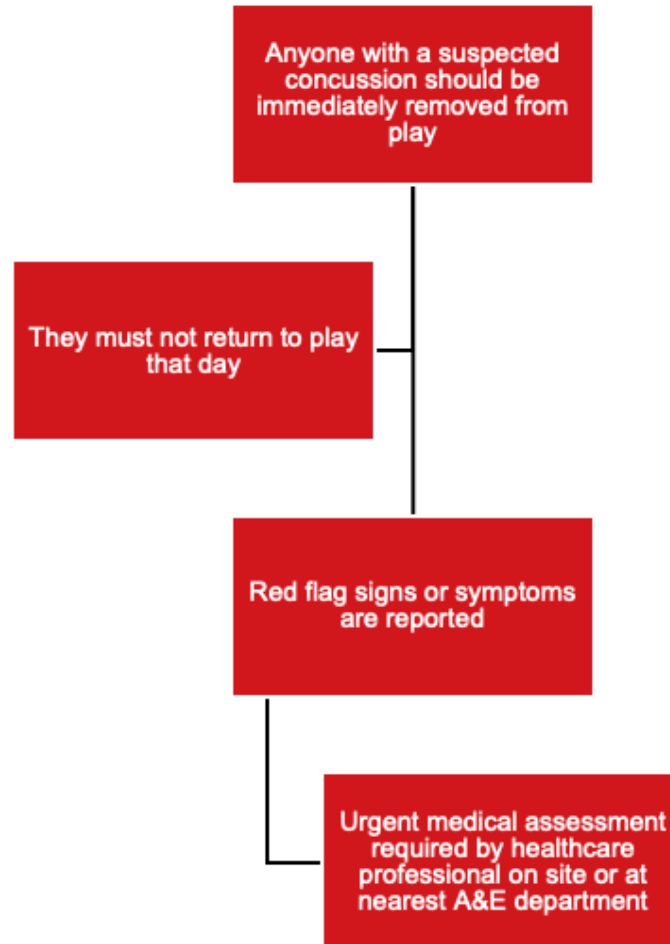 Anyone with a suspected
concussion should be
immediately removed from
play
They must not return to play
that day
Red flag signs or symptoms
are reported
Urgent medical assessment
required by healthcare
professional on site or at
nearest A&E department